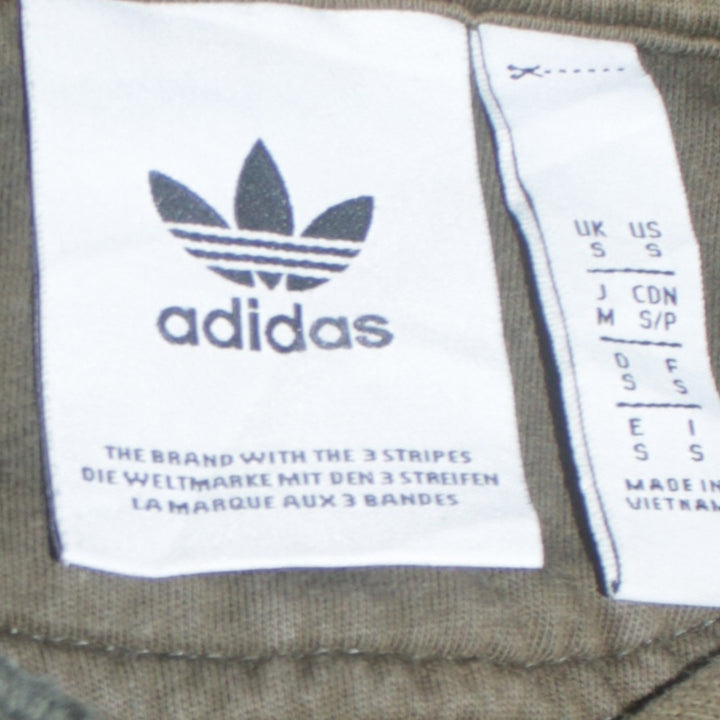 adidas
THE BRAND WITH THE 3 STRIPES
DIE WELTMARKE MIT DEN 3 STREIFEN
LA MARQUE AUX 3 BANDES
UK US
S S
J CDN
M S/P
D F
S S
E I
S S
MADE IN
VIETNAM